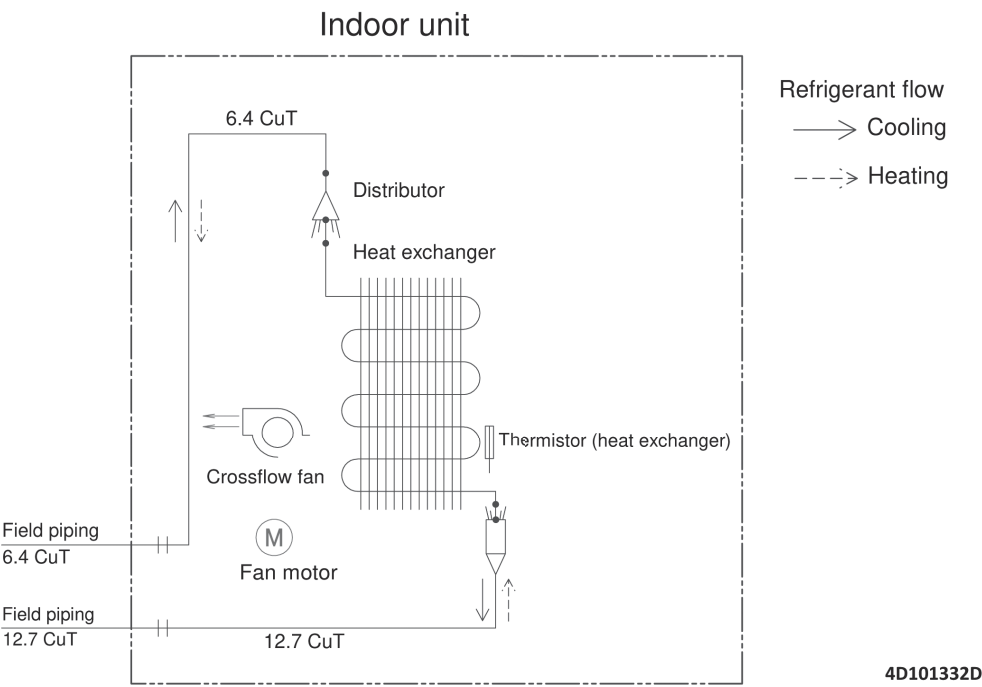 Indoor unit
Refrigerant flow
Cooling
Heating
6.4 CuT
Distributor
Heat exchanger
Thermistor (heat exchanger)
Crossflow fan
M
Fan motor
Field piping
6.4 CuT
Field piping
12.7 CuT
12.7 CuT
4D101332D